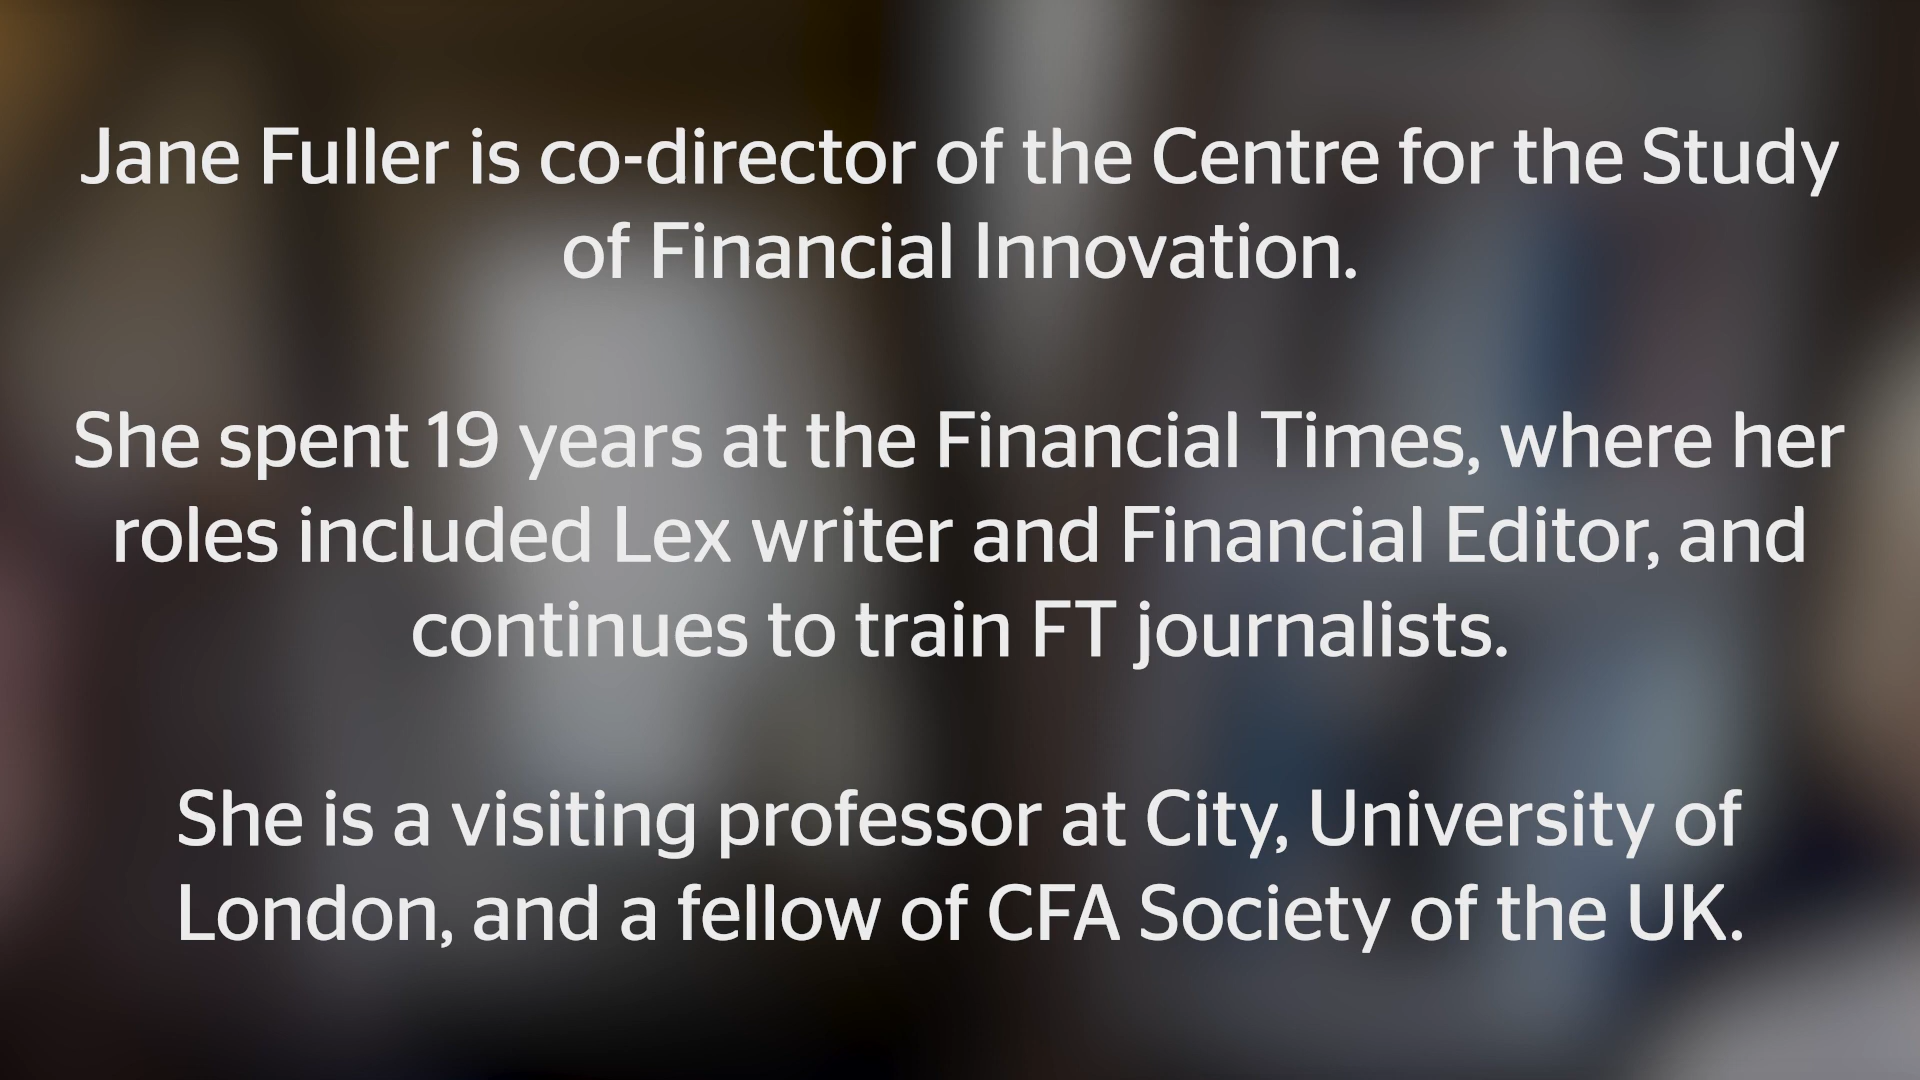 Jane Fuller is co-director of the Centre for the Study
of Financial Innovation.
She spent 19 years at the Financial Times, where her
roles included Lex writer and Financial Editor, and
continues to train FT journalists.
She is a visiting professor at City, University of
London, and a fellow of CFA Society of the UK.